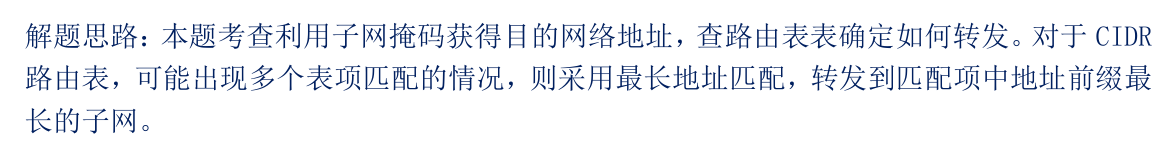 解题思路：本题考查利用子网掩码获得目的网络地址，查路由表表确定如何转发。对于 CIDR
路由表，可能出现多个表项匹配的情况，则采用最长地址匹配，转发到匹配项中地址前缀最
长的子网。